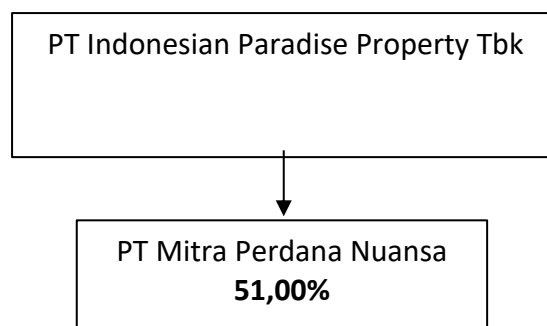 PT Indonesian Paradise Property Tbk
PT Mitra Perdana Nuansa
51,00%